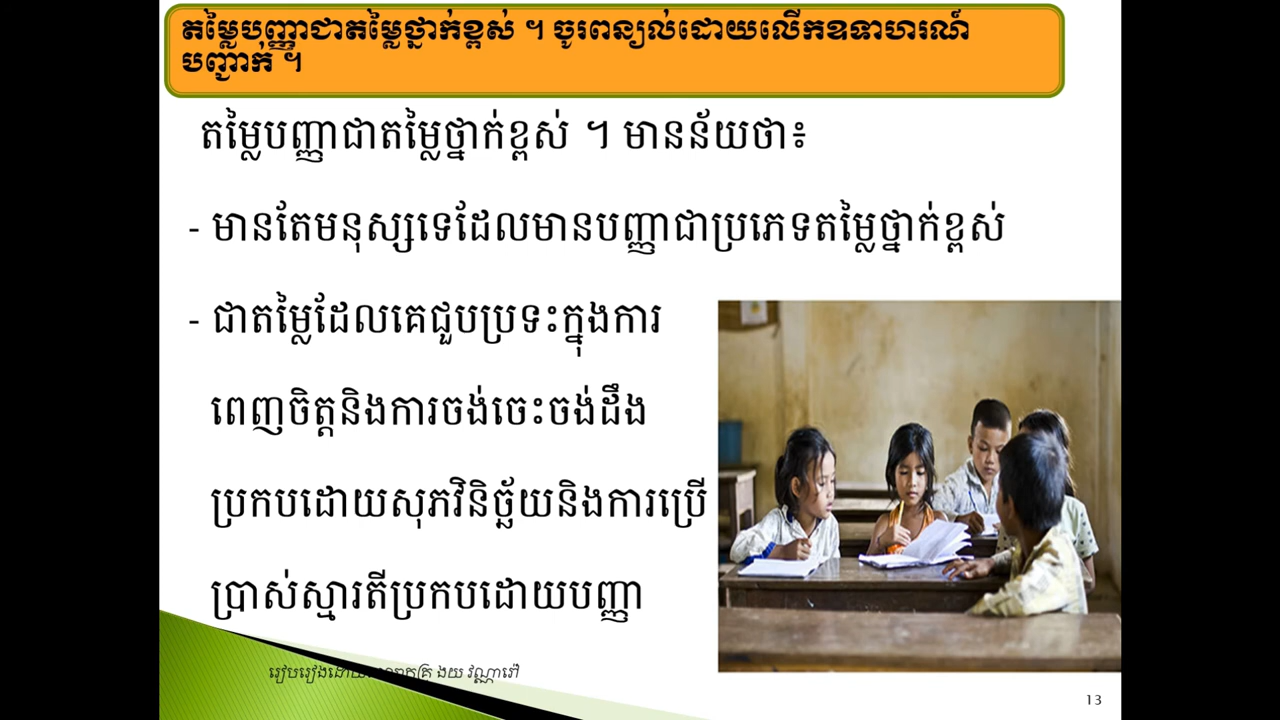 តម្លៃបញ្ញាជាតម្លៃថ្នាក់ខ្ពស់ ។ ចូរពន្យល់ដោយលើកឧទាហរណ៍
បញ្ជាក់ ។
តម្លៃបញ្ញាជាតម្លៃថ្នាក់ខ្ពស់ ។ មានន័យថា៖
- មានតែមនុស្សទេដែលមានបញ្ញាជាប្រភេទតម្លៃថ្នាក់ខ្ពស់
- ជាតម្លៃដែលគេជួបប្រទះក្នុងការ
ពេញចិត្តនិងការចង់ចេះចង់ដឹង
ប្រកបដោយសុភវិនិច្ឆ័យនិងការប្រើ
ប្រាស់ស្មារតីប្រកបដោយបញ្ញា
រៀបរៀងដោយ
13